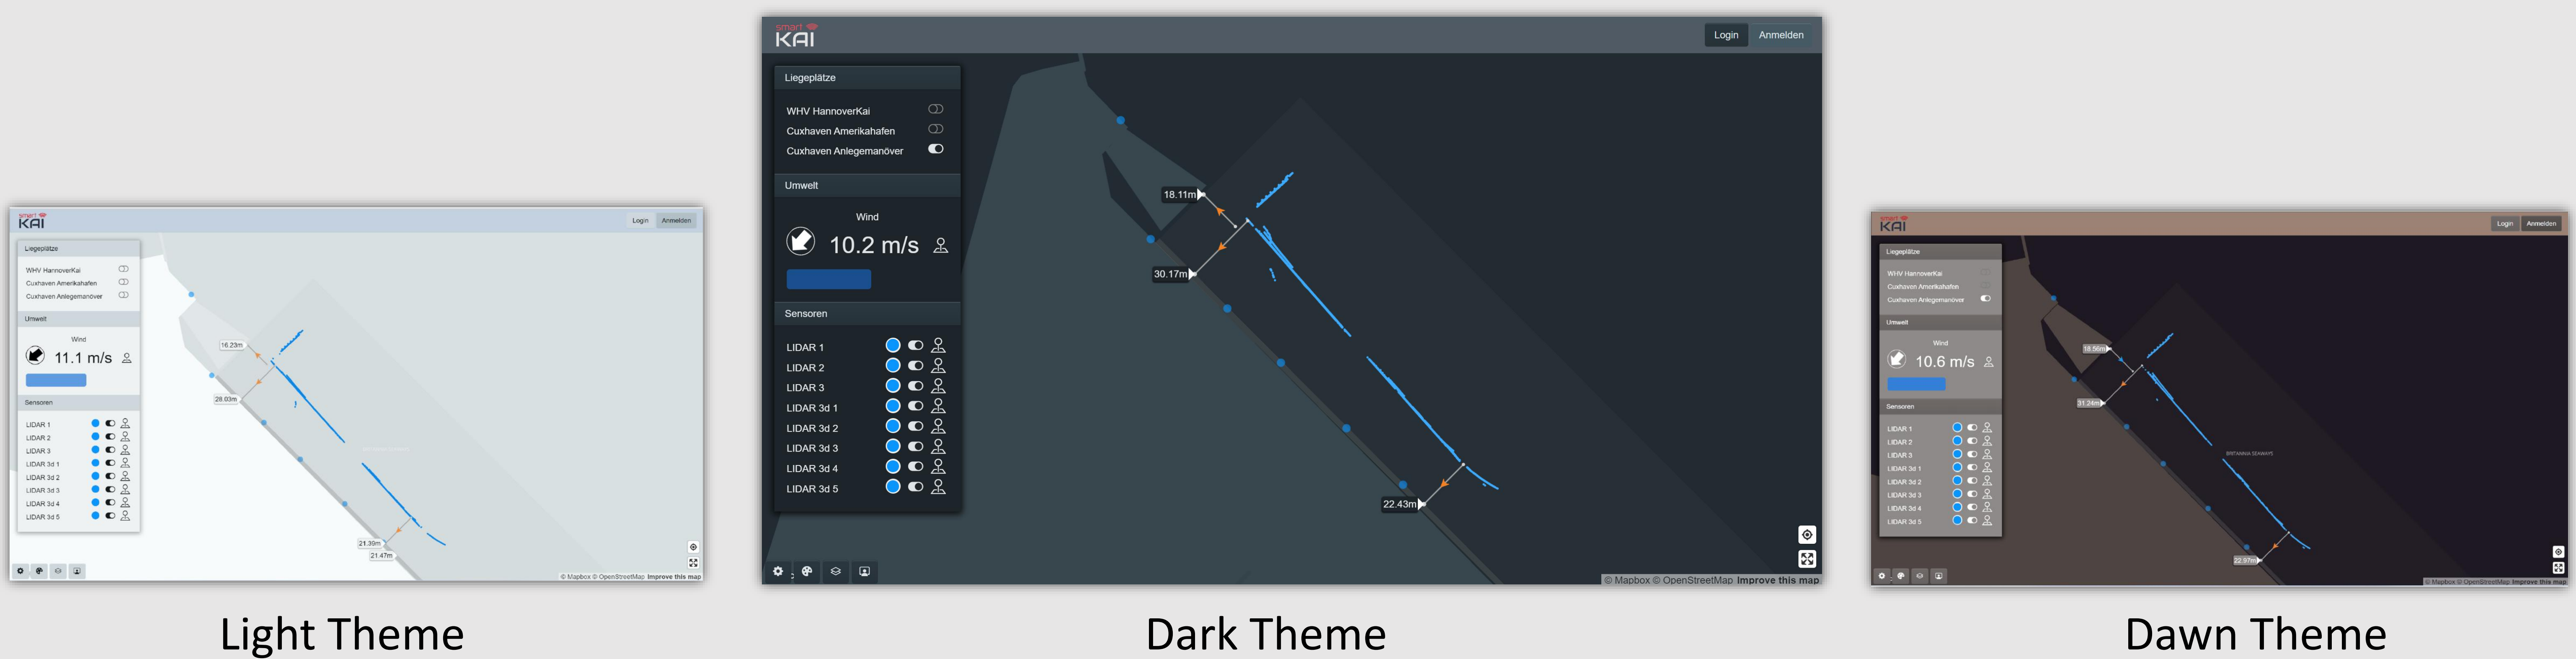 smart
KAI
Login Anmelden
Liegeplätze
WHV HannoverKai
Cuxhaven Amerikahafen
Cuxhaven Anlegemanöver
Umwelt
Wind
11.1 m/s
Sensoren
LIDAR 1
LIDAR 2
LIDAR 3
LIDAR 3d 1
LIDAR 3d 2
LIDAR 3d 3
LIDAR 3d 4
LIDAR 3d 5
16.23m
28.03m
21.39m
21.47m
© Mapbox © OpenStreetMap Improve this map
Light Theme
smart
KAI
Login Anmelden
Liegeplätze
WHV HannoverKai
Cuxhaven Amerikahafen
Cuxhaven Anlegemanöver
Umwelt
Wind
10.2 m/s
Sensoren
LIDAR 1
LIDAR 2
LIDAR 3
LIDAR 3d 1
LIDAR 3d 2
LIDAR 3d 3
LIDAR 3d 4
LIDAR 3d 5
18.11m
30.17m
22.43m
© Mapbox © OpenStreetMap Improve this map
Dark Theme
smart
KAI
Login Anmelden
Liegeplätze
WHV HannoverKai
Cuxhaven Amerikahafen
Cuxhaven Anlegemanöver
Umwelt
Wind
10.6 m/s
Sensoren
LIDAR 1
LIDAR 2
LIDAR 3
LIDAR 3d 1
LIDAR 3d 2
LIDAR 3d 3
LIDAR 3d 4
LIDAR 3d 5
18.56m
31.24m
BRITANNIA SEAWAYS
22.97m
© Mapbox © OpenStreetMap Improve this map
Dawn Theme